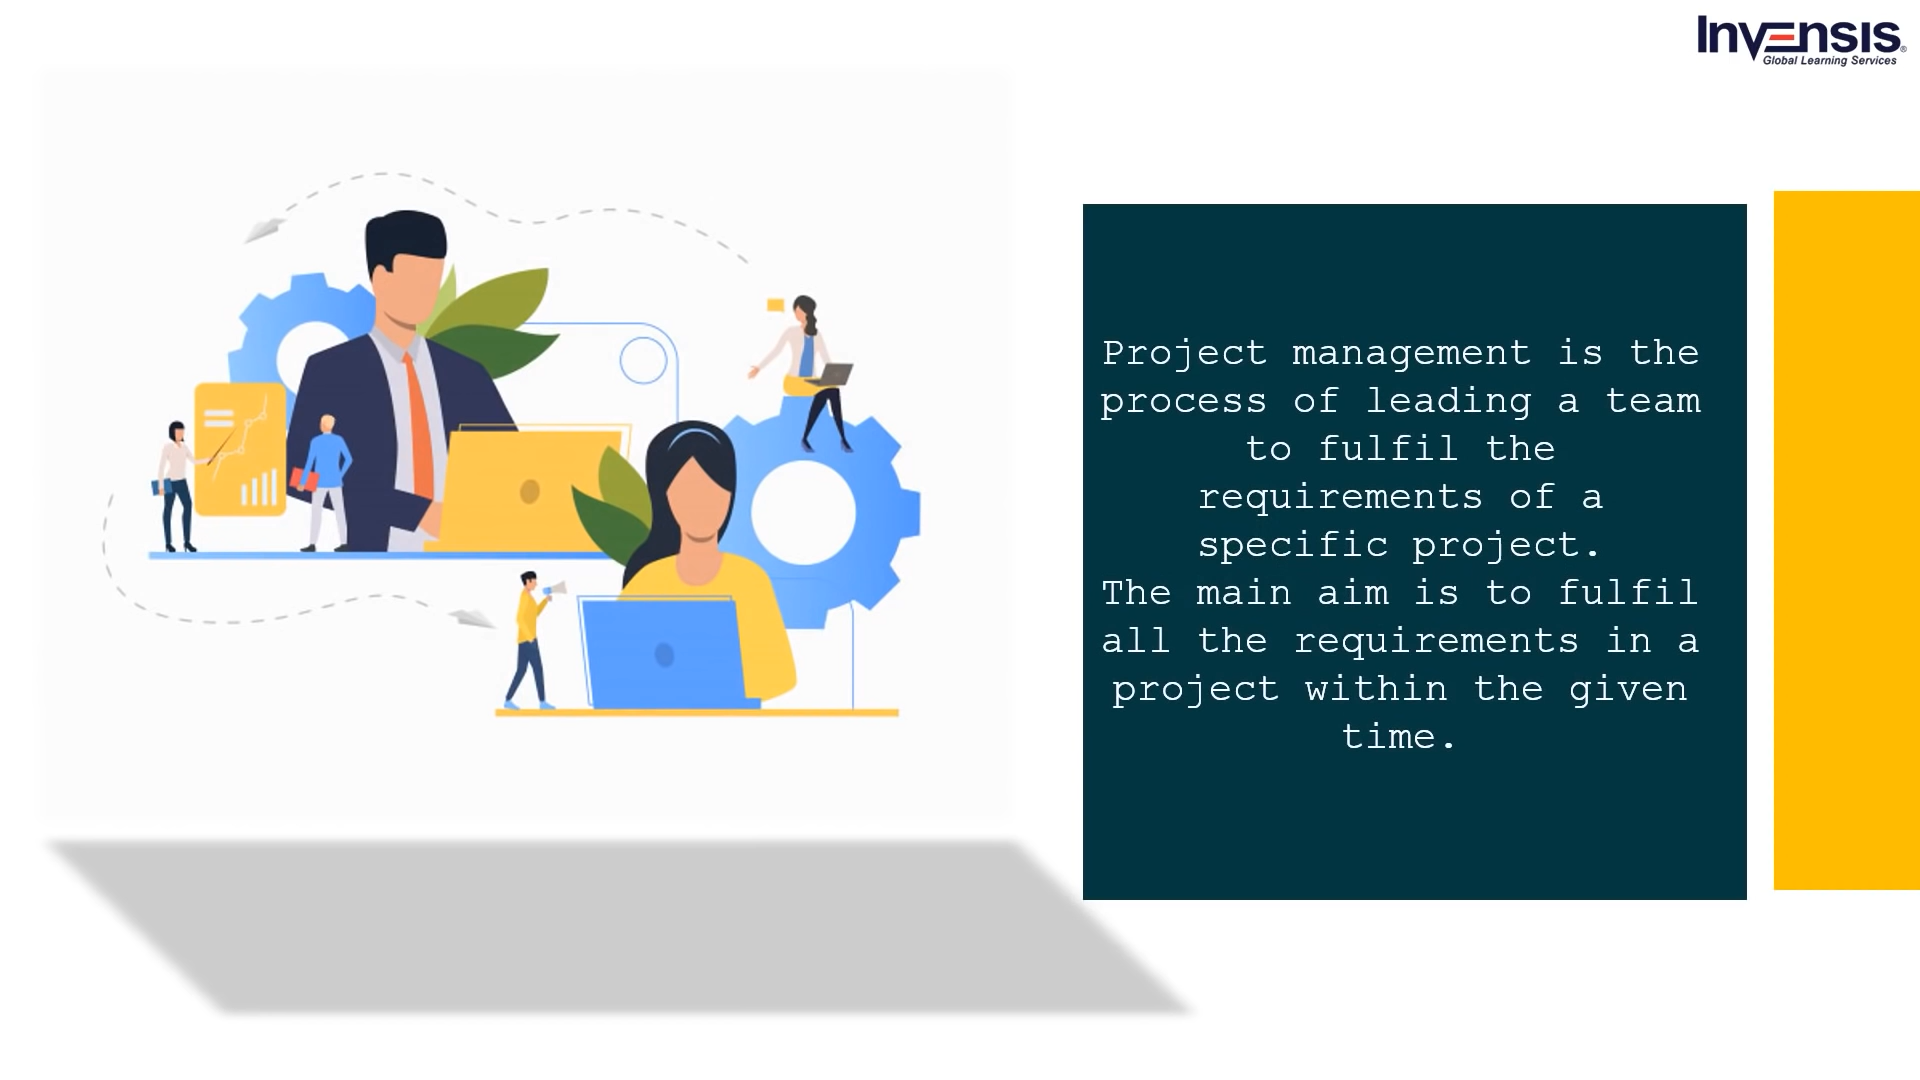 Invensis®
Global Learning Services
Project management is the
process of leading a team
to fulfil the
requirements of a
specific project.
The main aim is to fulfil
all the requirements in a
project within the given
time.